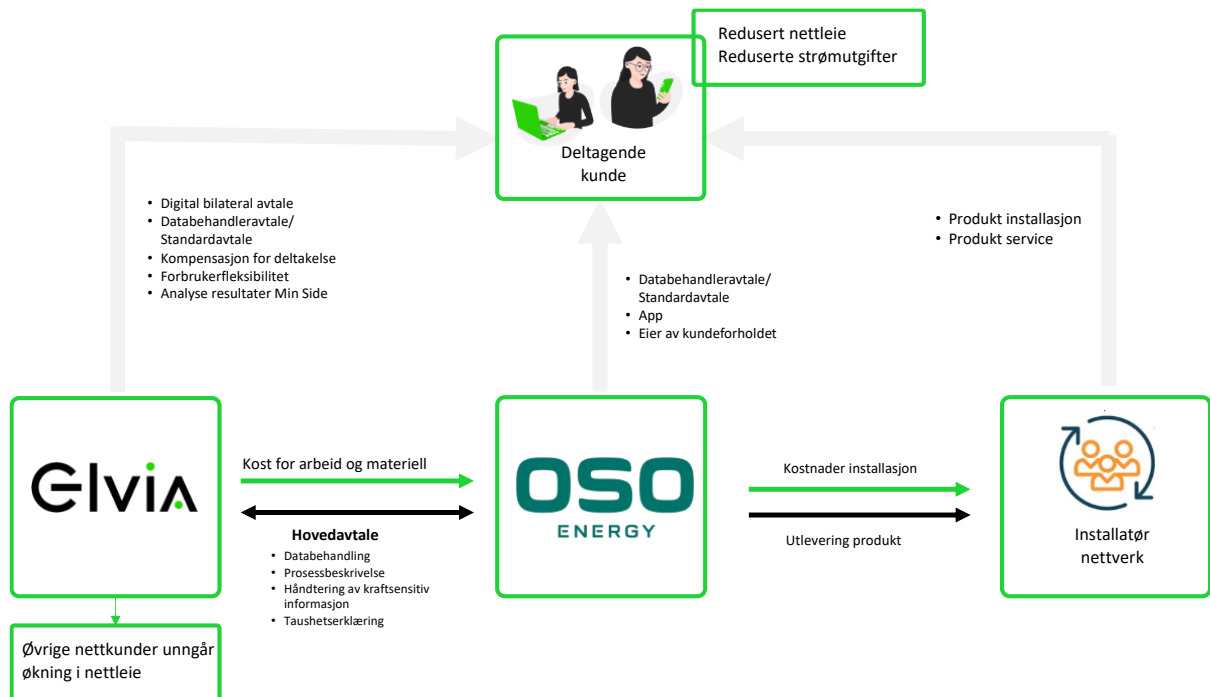 Redusert nettleie
Reduserte strømutgifter
Deltagende
kunde
• Digital bilateral avtale
• Databehandleravtale/
Standardavtale
• Kompensasjon for deltakelse
• Forbrukerfleksibilitet
• Analyse resultater Min Side
• Databehandleravtale/
Standardavtale
• App
• Eier av kundeforholdet
• Produkt installasjon
• Produkt service
Elvia
Kost for arbeid og materiell
Hovedavtale
• Databehandling
• Prosessbeskrivelse
• Håndtering av kraftsensitiv
informasjon
• Taushetserklæring
OSO
ENERGY
Kostnader installasjon
Utlevering produkt
Installatør
nettverk
Øvrige nettkunder unngår
økning i nettleie